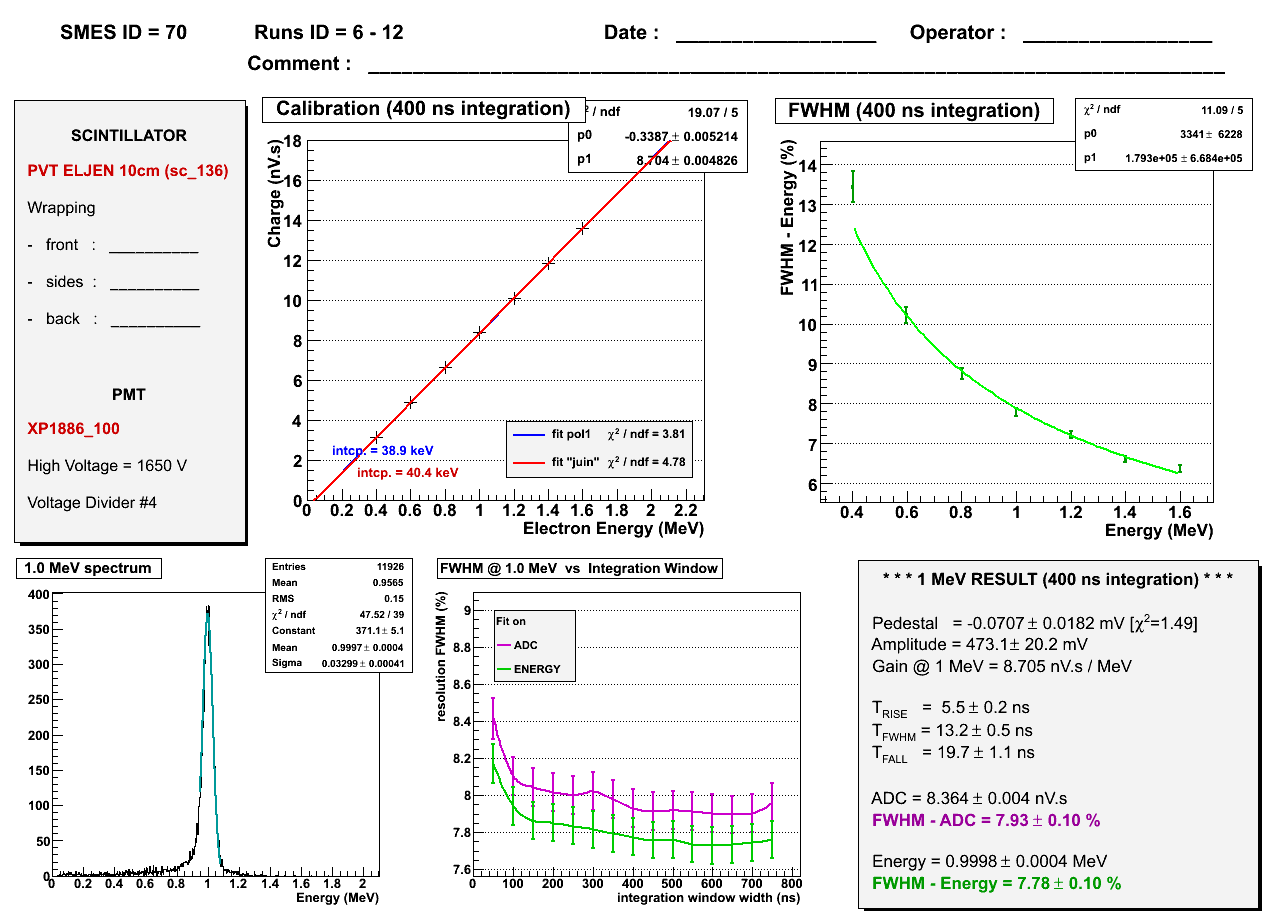 SMES ID = 70 Runs ID = 6 - 12 Date : __________________ Operator : _________________
Comment : _____________________________________________________________________________
SCINTILLATOR
PVT ELJEN 10cm (sc_136)
Wrapping
- front : __________
- sides : __________
- back : __________
PMT
XP1886_100
High Voltage = 1650 V
Voltage Divider #4
Calibration (400 ns integration)
² / ndf 19.07 / 5
p0 -0.3387 ± 0.005214
p1 8.704 ± 0.004826
Charge (nV.s)
18
16
14
12
10
8
6
4
2
0
intcp. = 38.9 keV
intcp. = 40.4 keV
fit pol1 χ² / ndf = 3.81
fit "juin" χ² / ndf = 4.78
0 0.2 0.4 0.6 0.8 1 1.2 1.4 1.6 1.8 2 2.2
Electron Energy (MeV)
FWHM (400 ns integration)
χ² / ndf 11.09 / 5
p0 3341 ± 6228
p1 1.793e+05 ± 6.684e+05
FWHM - Energy (%)
14
13
12
11
10
9
8
7
6
0.4 0.6 0.8 1 1.2 1.4 1.6
Energy (MeV)
1.0 MeV spectrum
Entries 11926
Mean 0.9565
RMS 0.15
χ² / ndf 47.52 / 39
Constant 371.1 ± 5.1
Mean 0.9997 ± 0.0004
Sigma 0.03299 ± 0.00041
400
350
300
250
200
150
100
50
0
0 0.2 0.4 0.6 0.8 1 1.2 1.4 1.6 1.8 2
Energy (MeV)
FWHM @ 1.0 MeV vs Integration Window
resolution FWHM (%)
Fit on
ADC
ENERGY
9
8.8
8.6
8.4
8.2
8
7.8
7.6
0 100 200 300 400 500 600 700 800
integration window width (ns)
* * * 1 MeV RESULT (400 ns integration) * * *
Pedestal = -0.0707 ± 0.0182 mV [χ²=1.49]
Amplitude = 473.1 ± 20.2 mV
Gain @ 1 MeV = 8.705 nV.s / MeV
T RISE = 5.5 ± 0.2 ns
T FWHM = 13.2 ± 0.5 ns
T FALL = 19.7 ± 1.1 ns
ADC = 8.364 ± 0.004 nV.s
FWHM - ADC = 7.93 ± 0.10 %
Energy = 0.9998 ± 0.0004 MeV
FWHM - Energy = 7.78 ± 0.10 %